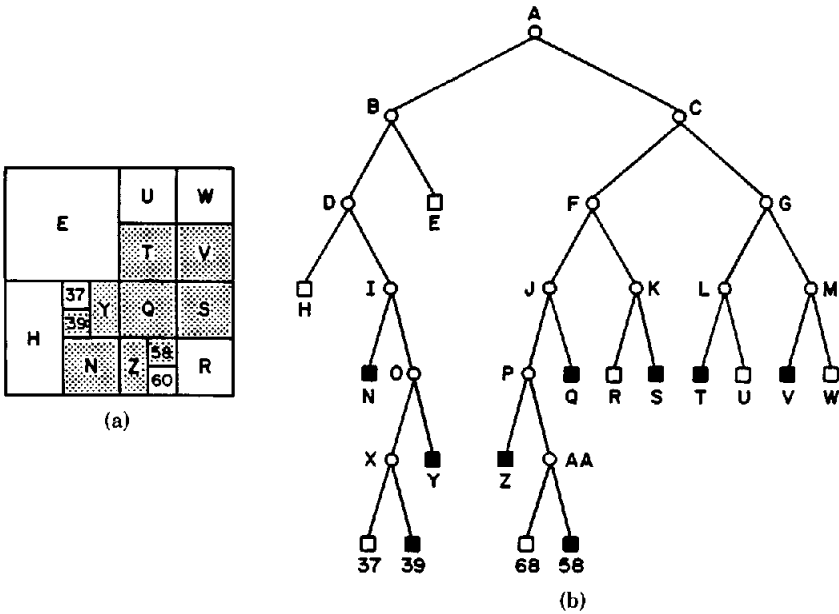 A
B C
U W
E
D E F G
T V
37
39 Y Q S
H I J K L M
H
N Z 58 R
60
N O P Q R S T U V W
(a)
X Y Z AA
37 39 68 58
(b)